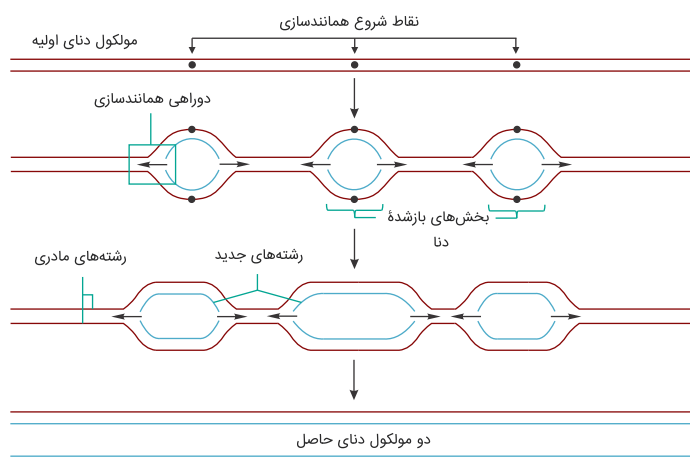 نقاط شروع همانندسازی
مولکول دنای اولیه
دوراهی همانندسازی
بخش‌های بازشدهٔ
دنا
رشته‌های جدید
رشته‌های مادری
دو مولکول دنای حاصل